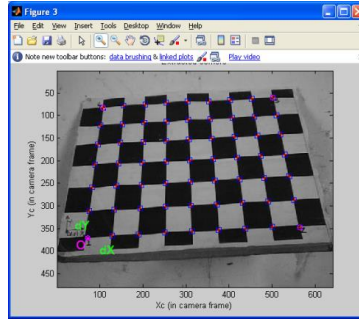 Figure 3
File Edit View Insert Tools Desktop Window Help
Note new toolbar buttons: data brushing & linked plots Play video
Yc (in camera frame)
50
100
150
200
250
300
350
400
450
dY
O
dX
100 200 300 400 500 600
Xc (in camera frame)